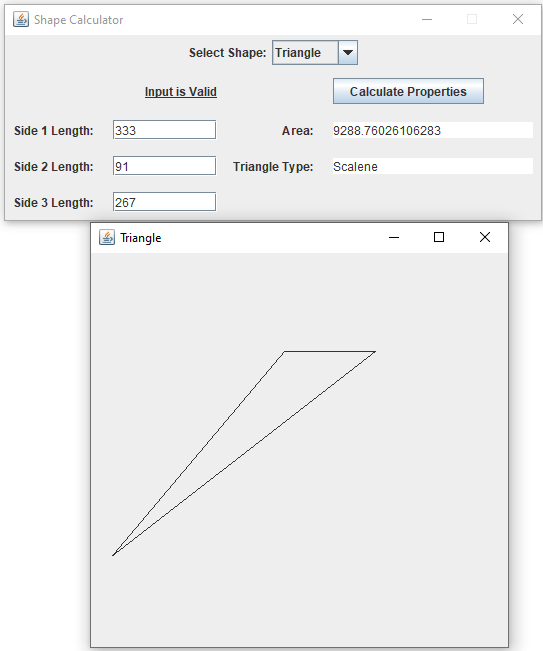 Shape Calculator
Select Shape: Triangle
Input is Valid Calculate Properties
Side 1 Length: 333 Area: 9288.76026106283
Side 2 Length: 91 Triangle Type: Scalene
Side 3 Length: 267
Triangle